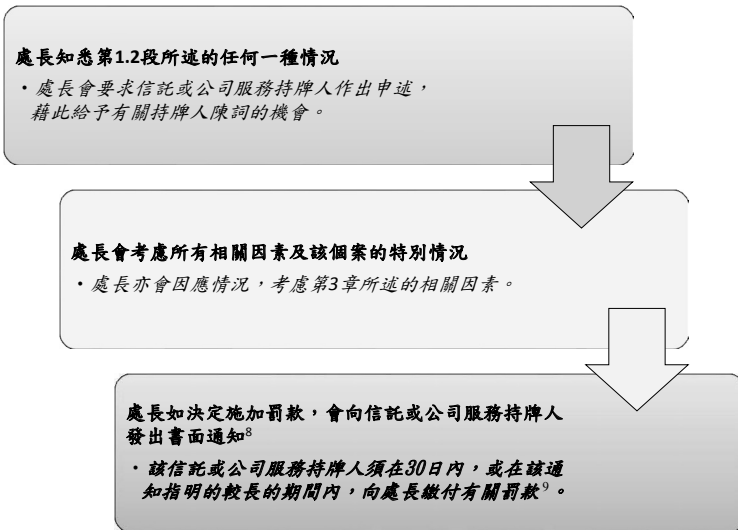 處長知悉第1.2段所述的任何一種情況
• 處長會要求信託或公司服務持牌人作出申述，
藉此給予有關持牌人陳詞的機會。
處長會考慮所有相關因素及該個案的特別情況
• 處長亦會因應情況，考慮第3章所述的相關因素。
處長如決定施加罰款，會向信託或公司服務持牌人
發出書面通知⁸
• 該信託或公司服務持牌人須在30日內，或在該通
知指明的較長的期間內，向處長繳付有關罰款⁹。